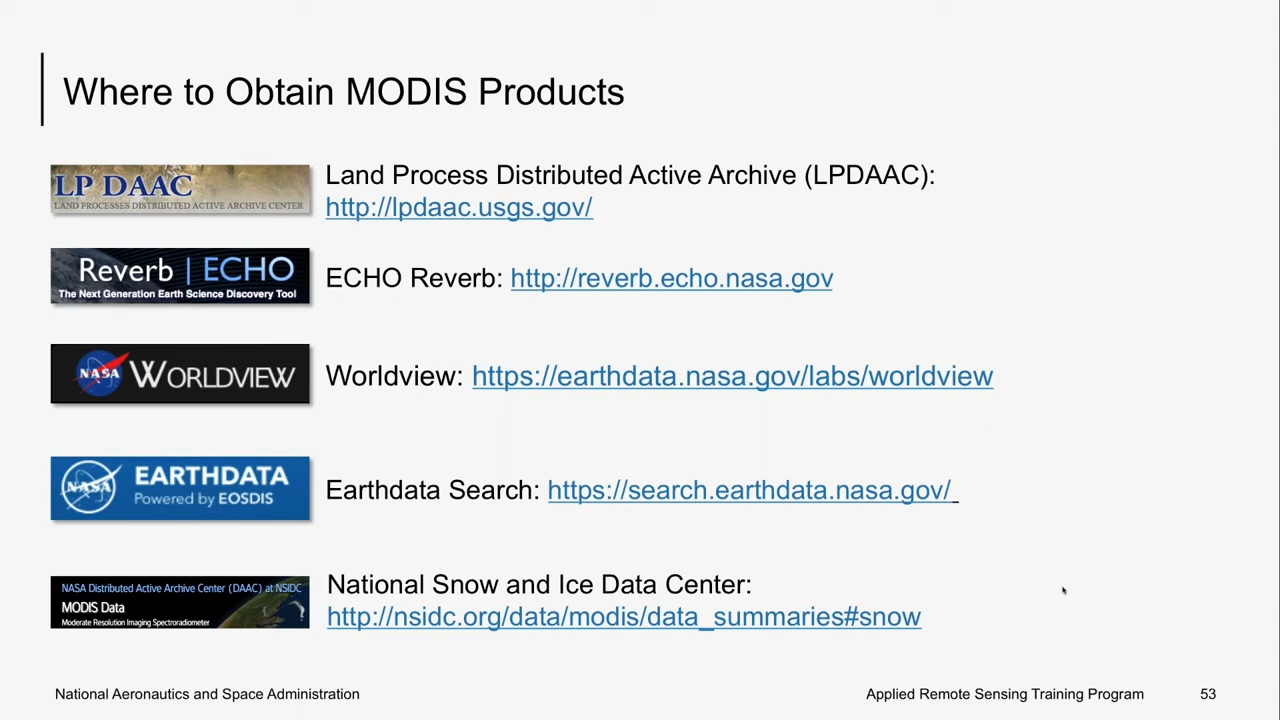 Where to Obtain MODIS Products
LP DAAC
LAND PROCESSES DISTRIBUTED ACTIVE ARCHIVE CENTER
Land Process Distributed Active Archive (LPDAAC):
http://lpdaac.usgs.gov/
Reverb | ECHO
The Next Generation Earth Science Discovery Tool
ECHO Reverb: http://reverb.echo.nasa.gov
NASA WORLDVIEW
Worldview: https://earthdata.nasa.gov/labs/worldview
NASA
EARTHDATA
Powered by EOSDIS
Earthdata Search: https://search.earthdata.nasa.gov/
NASA Distributed Active Archive Center (DAAC) at NSIDC
MODIS Data
Moderate Resolution Imaging Spectroradiometer
National Snow and Ice Data Center:
http://nsidc.org/data/modis/data_summaries#snow
National Aeronautics and Space Administration
Applied Remote Sensing Training Program
53